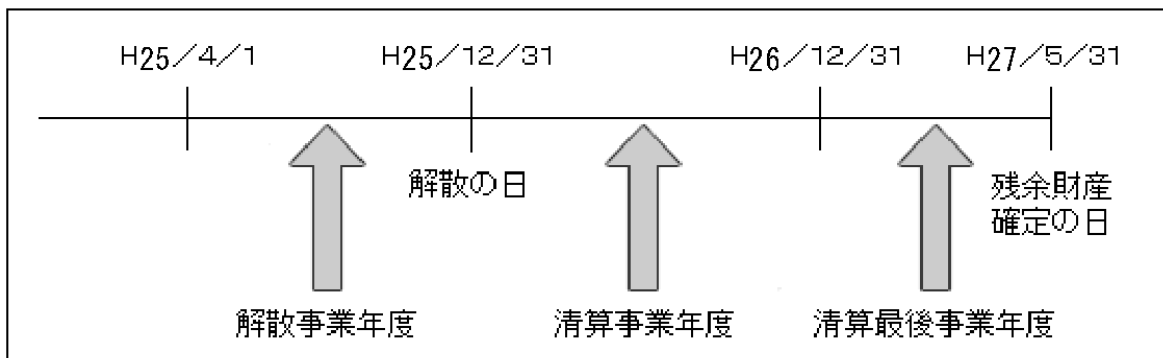 H25／4／1
H25／12／31
H26／12／31
H27／5／31
解散の日
残余財産
確定の日
解散事業年度
清算事業年度
清算最後事業年度